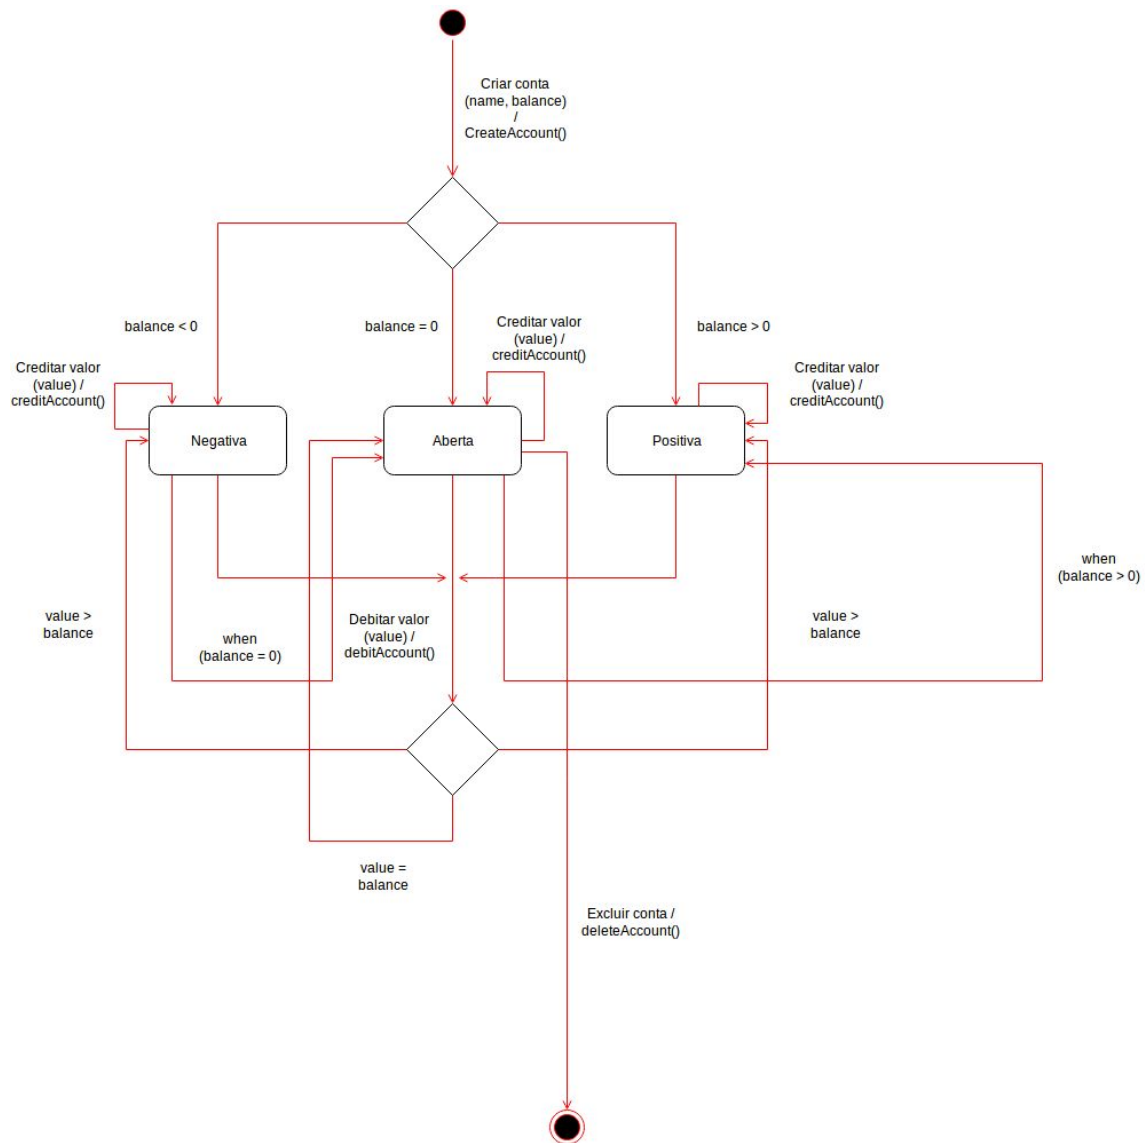 Criar conta
(name, balance)
/
CreateAccount()
balance < 0
balance = 0
Creditar valor
(value) /
creditAccount()
balance > 0
Creditar valor
(value) /
creditAccount()
Creditar valor
(value) /
creditAccount()
Negativa
Aberta
Positiva
when
(balance > 0)
value >
balance
when
(balance = 0)
Debitar valor
(value) /
debitAccount()
value >
balance
value =
balance
Excluir conta /
deleteAccount()